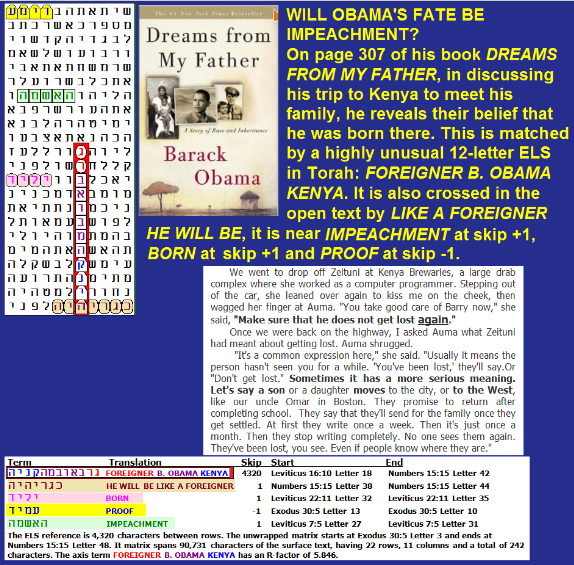 מספרכאשרכתב
לבגדיהקדשוי
שרמשחתאתאבי
אתכלבשרועלר
תהאשהאתהמימ
כגריהיהלפני
The #1 New York Times Bestseller
Dreams from
My Father
A Story of Race and Inheritance
Barack
Obama
WILL OBAMA'S FATE BE
IMPEACHMENT?
On page 307 of his book DREAMS
FROM MY FATHER, in discussing
his trip to Kenya to meet his
family, he reveals their belief that
he was born there. This is matched
by a highly unusual 12-letter ELS
in Torah: FOREIGNER B. OBAMA
KENYA. It is also crossed in the
open text by LIKE A FOREIGNER
HE WILL BE, it is near IMPEACHMENT at skip +1,
BORN at skip +1 and PROOF at skip -1.
We went to drop off Zeituni at Kenya Brewaries, a large drab
complex where she worked as a computer programmer. Stepping out
of the car, she leaned over again to kiss me on the cheek, then
wagged her finger at Auma. "You take good care of Barry now," she
said, "Make sure that he does not get lost again."
Once we were back on the highway, I asked Auma what Zeituni
had meant about getting lost. Auma shrugged.
"It's a common expression here," she said. "Usually it means the
person hasn't seen you for a while. 'You've been lost,' they'll say.Or
"Don't get lost." Sometimes it has a more serious meaning.
Let's say a son or a daughter moves to the city, or to the West,
like our uncle Omar in Boston. They promise to return after
completing school. They say that they'll send for the family once they
get settled. At first they write once a week. Then it's just once a
month. Then they stop writing completely. No one sees them again.
They've been lost, you see. Even if people know where they are."
Term Translation Skip Start End
גרבאובמהקניה FOREIGNER B. OBAMA KENYA 4320 Leviticus 16:10 Letter 18 Numbers 15:15 Letter 42
כגריהיה HE WILL BE LIKE A FOREIGNER 1 Numbers 15:15 Letter 38 Numbers 15:15 Letter 44
יליד BORN 1 Leviticus 22:11 Letter 32 Leviticus 22:11 Letter 35
עמיד PROOF -1 Exodus 30:5 Letter 13 Exodus 30:5 Letter 10
האשמה IMPEACHMENT 1 Leviticus 7:5 Letter 27 Leviticus 7:5 Letter 31
The ELS reference is 4,320 characters between rows. The unwrapped matrix starts at Exodus 30:5 Letter 3 and ends at
Numbers 15:15 Letter 48. It matrix spans 90,731 characters of the surface text, having 22 rows, 11 columns and a total of 242
characters. The axis term FOREIGNER B. OBAMA KENYA has an R-factor of 5.846.